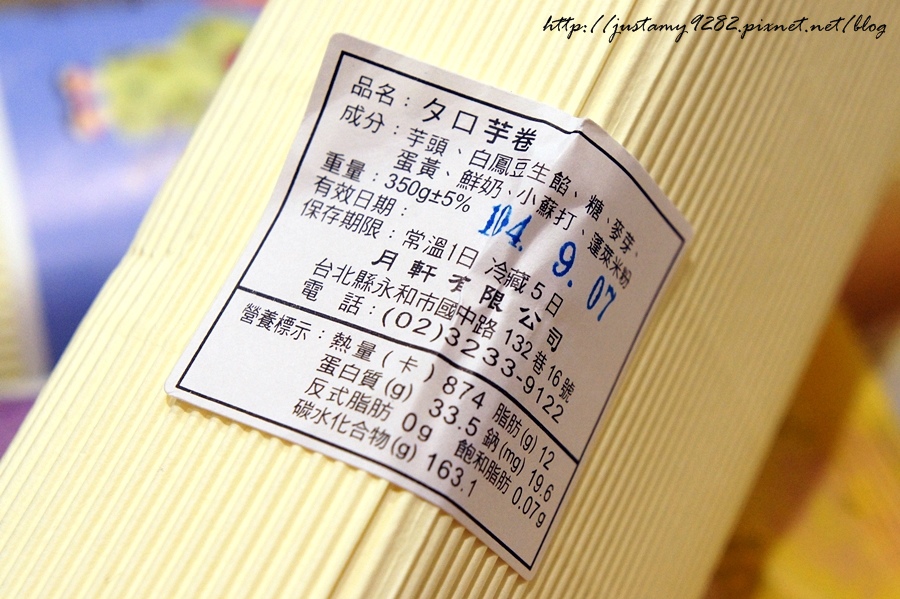 http://justamy9282.pixnet.net/blog
品名：タロ芋卷
成分：芋頭、白鳳豆生餡、糖、麥芽、
蛋黃、鮮奶、小蘇打、蓬萊米粉
重量：350g±5%
有效日期：104. 9. 07
保存期限：常溫1日 冷藏5日
月軒有限公司
台北縣永和市國中路132巷16號
電 話：(02)3233-9122
營養標示：熱量(卡) 874 脂肪(g) 12
蛋白質(g) 33.5 鈉(mg) 19.6
反式脂肪 0g 飽和脂肪 0.07g
碳水化合物(g) 163.1